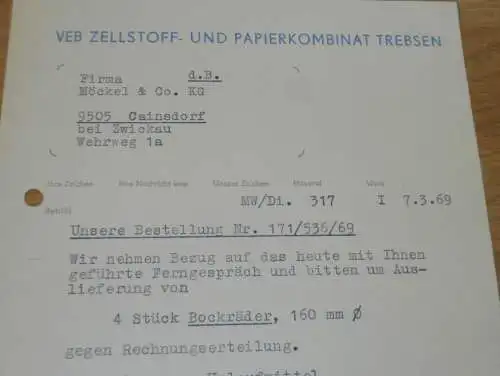 VEB ZELLSTOFF- UND PAPIERKOMBINAT TREBSEN
Firma d.B.
Möckel & Co. KG
9505 Cainsdorf
bei Zwickau
Wehrweg 1a
Ihre Zeichen Ihre Nachricht vom Unsere Zeichen Hausruf
MW/Di. 317 I 7.3.69
Betrifft
Unsere Bestellung Nr. 171/536/69
Wir nehmen Bezug auf das heute mit Ihnen
geführte Ferngespräch und bitten um Aus-
lieferung von
4 Stück Bockräder, 160 mm Ø
gegen Rechnungserteilung.